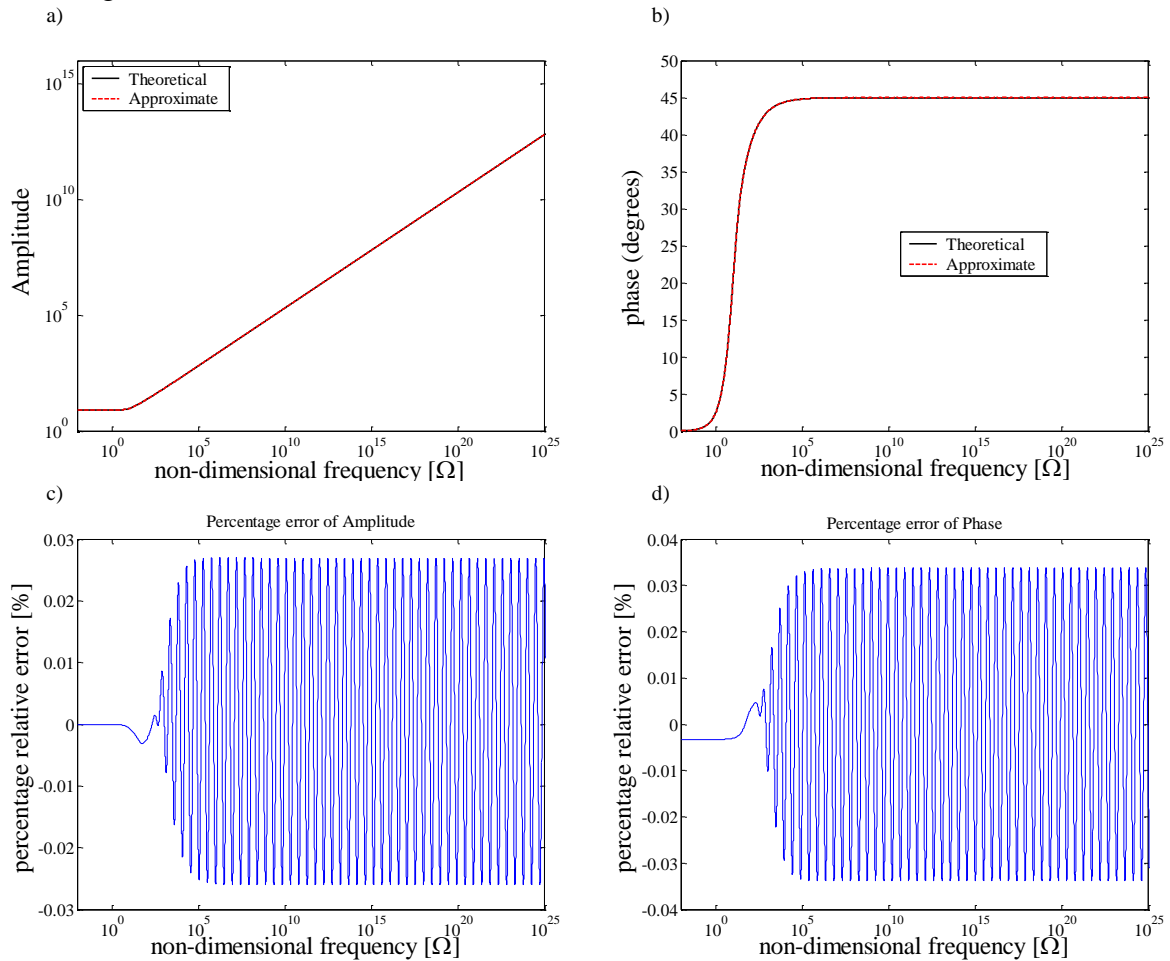 a)
10^15
10^10
10^5
10^0
Amplitude
Theoretical
Approximate
10^0 10^5 10^10 10^15 10^20 10^25
non-dimensional frequency [Ω]
b)
50
45
40
35
30
25
20
15
10
5
0
phase (degrees)
Theoretical
Approximate
10^0 10^5 10^10 10^15 10^20 10^25
non-dimensional frequency [Ω]
c)
Percentage error of Amplitude
0.03
0.02
0.01
0
-0.01
-0.02
-0.03
percentage relative error [%]
10^0 10^5 10^10 10^15 10^20 10^25
non-dimensional frequency [Ω]
d)
Percentage error of Phase
0.04
0.03
0.02
0.01
0
-0.01
-0.02
-0.03
-0.04
percentage relative error [%]
10^0 10^5 10^10 10^15 10^20 10^25
non-dimensional frequency [Ω]